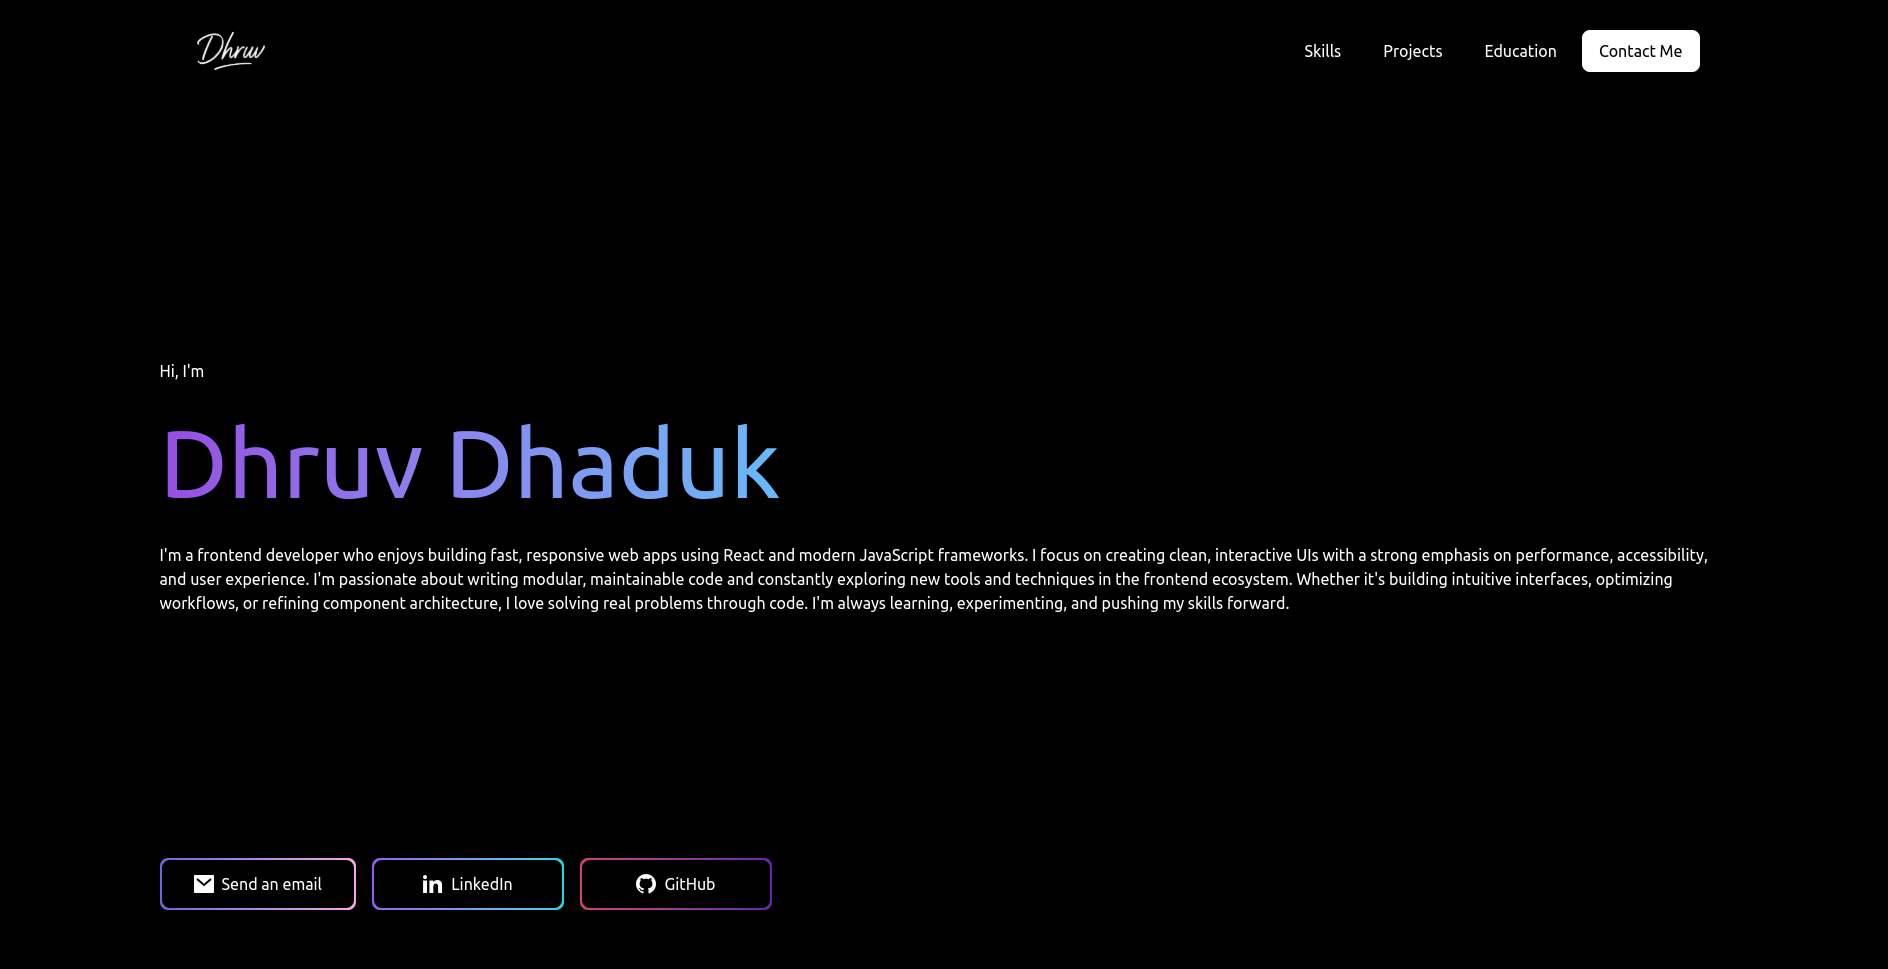 Dhruv
Skills
Projects
Education
Contact Me
Hi, I'm
Dhruv Dhaduk
I'm a frontend developer who enjoys building fast, responsive web apps using React and modern JavaScript frameworks. I focus on creating clean, interactive UIs with a strong emphasis on performance, accessibility,
and user experience. I'm passionate about writing modular, maintainable code and constantly exploring new tools and techniques in the frontend ecosystem. Whether it's building intuitive interfaces, optimizing
workflows, or refining component architecture, I love solving real problems through code. I'm always learning, experimenting, and pushing my skills forward.
Send an email
LinkedIn
GitHub